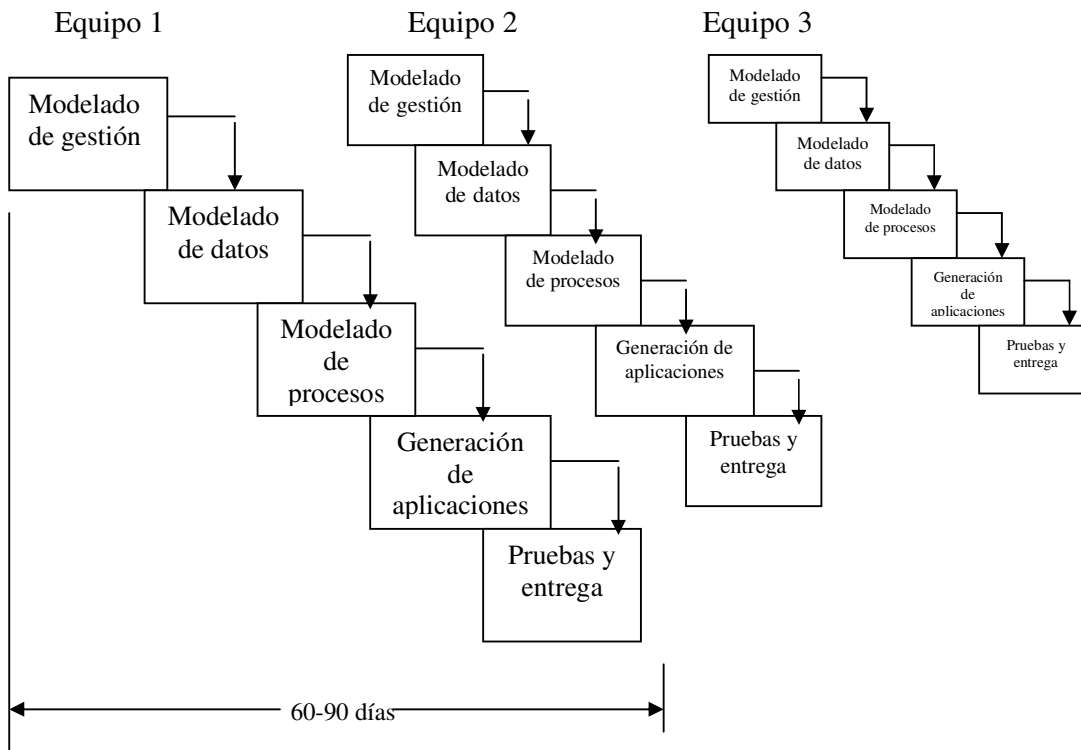 Equipo 1
Modelado
de gestión
Modelado
de datos
Modelado
de
procesos
Generación
de
aplicaciones
Pruebas y
entrega
60-90 días
Equipo 2
Modelado
de gestión
Modelado
de datos
Modelado
de procesos
Generación de
aplicaciones
Pruebas y
entrega
Equipo 3
Modelado
de gestión
Modelado
de datos
Modelado
de procesos
Generación
de
aplicaciones
Pruebas y
entrega